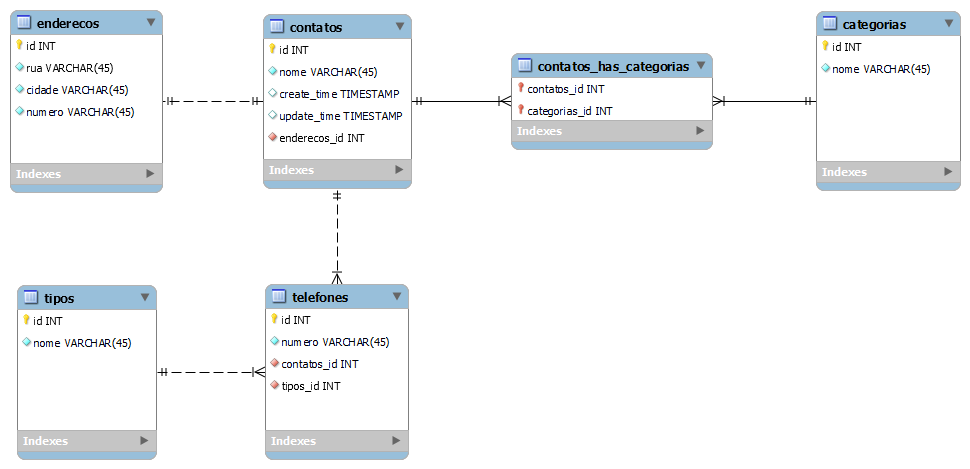 enderecos
id INT
rua VARCHAR(45)
cidade VARCHAR(45)
numero VARCHAR(45)
Indexes
contatos
id INT
nome VARCHAR(45)
create_time TIMESTAMP
update_time TIMESTAMP
enderecos_id INT
Indexes
contatos_has_categorias
contatos_id INT
categorias_id INT
Indexes
categorias
id INT
nome VARCHAR(45)
Indexes
tipos
id INT
nome VARCHAR(45)
Indexes
telefones
id INT
numero VARCHAR(45)
contatos_id INT
tipos_id INT
Indexes